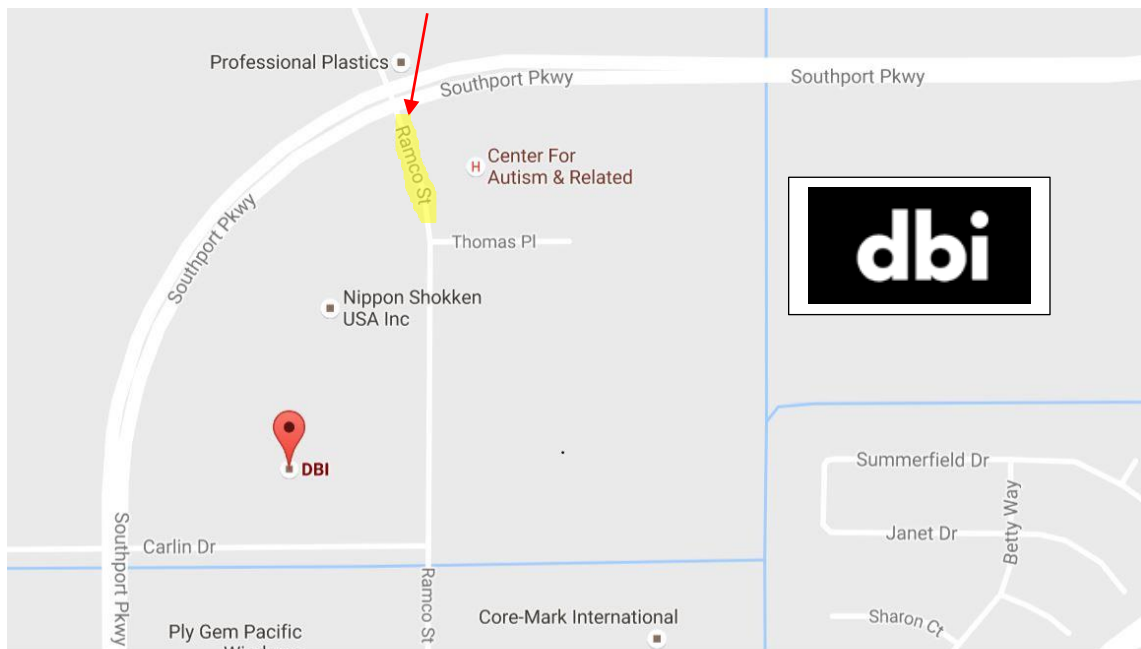 Professional Plastics
Southport Pkwy
Southport Pkwy
Ramco St
Center For
Autism & Related
H
dbi
Southport Pkwy
Thomas Pl
Nippon Shokken
USA Inc
DBI
Summerfield Dr
Betty Way
Janet Dr
Southport Pkwy
Carlin Dr
Ramco St
Core-Mark International
Sharon Ct
Ply Gem Pacific